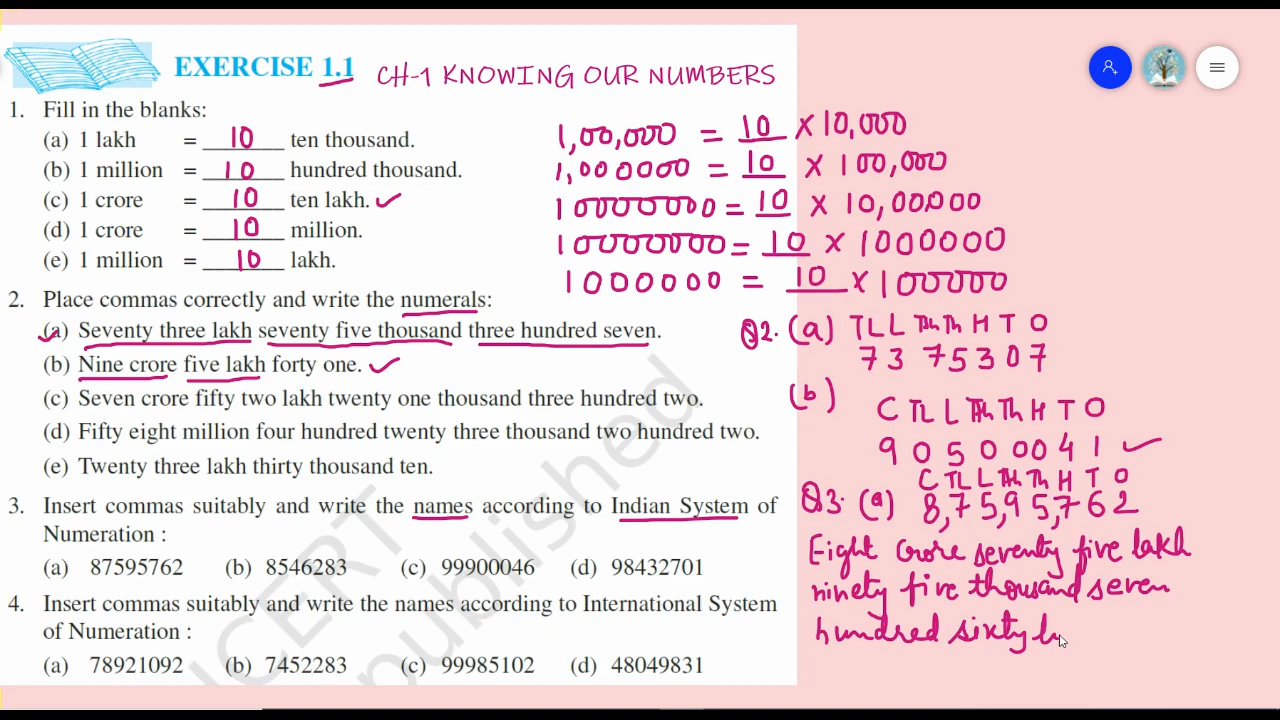 EXERCISE 1.1 CH-1 KNOWING OUR NUMBERS
1. Fill in the blanks:
(a) 1 lakh = 10 ten thousand.
(b) 1 million = 10 hundred thousand.
(c) 1 crore = 10 ten lakh. ✓
(d) 1 crore = 10 million.
(e) 1 million = 10 lakh.
1,00,000 = 10 × 10,000
1,000000 = 10 × 100,000
10000000 = 10 × 10,00000
10000000 = 10 × 1000000
1000000 = 10 × 100000
2. Place commas correctly and write the numerals:
(a) Seventy three lakh seventy five thousand three hundred seven.
(b) Nine crore five lakh forty one. ✓
(c) Seven crore fifty two lakh twenty one thousand three hundred two.
(d) Fifty eight million four hundred twenty three thousand two hundred two.
(e) Twenty three lakh thirty thousand ten.
3. Insert commas suitably and write the names according to Indian System of
Numeration :
(a) 87595762 (b) 8546283 (c) 99900046 (d) 98432701
4. Insert commas suitably and write the names according to International System
of Numeration :
(a) 78921092 (b) 7452283 (c) 99985102 (d) 48049831
Q2. (a) TL L TTh Th H T O
73 75307
(b)
C TL L TTh Th H T O
9 0 5 0 0 0 4 1 ✓
C TL L TTh Th H T O
Q3. (a) 8,75,95,762
Eight crore seventy five lakh
ninety five thousand seven
hundred sixty
NCERT
republished